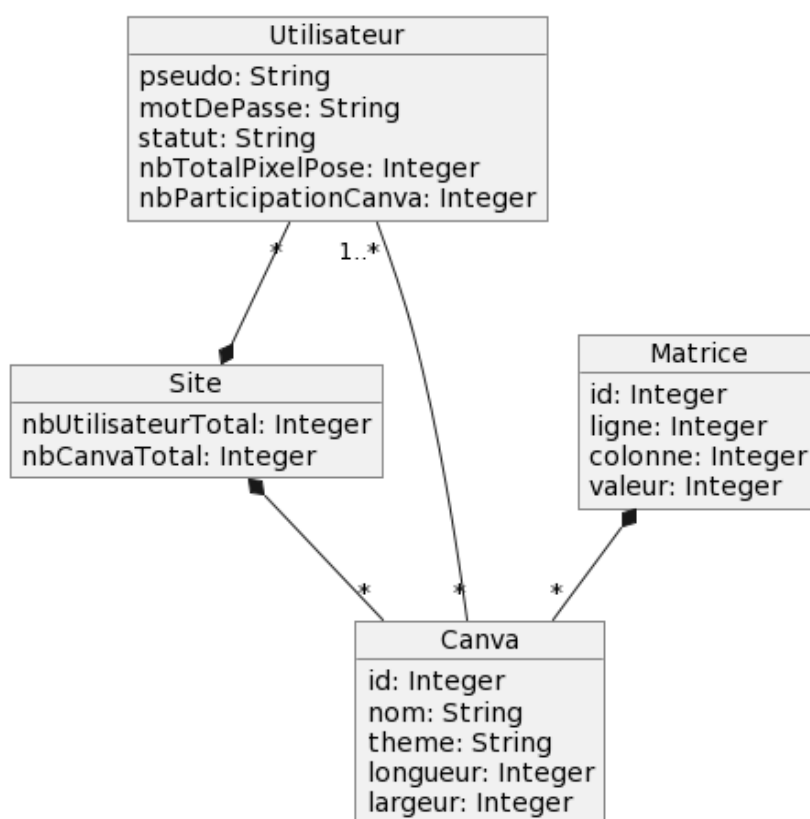 Utilisateur
pseudo: String
motDePasse: String
statut: String
nbTotalPixelPose: Integer
nbParticipationCanva: Integer
*
1..*
Site
nbUtilisateurTotal: Integer
nbCanvaTotal: Integer
Matrice
id: Integer
ligne: Integer
colonne: Integer
valeur: Integer
*
*
*
Canva
id: Integer
nom: String
theme: String
longueur: Integer
largeur: Integer